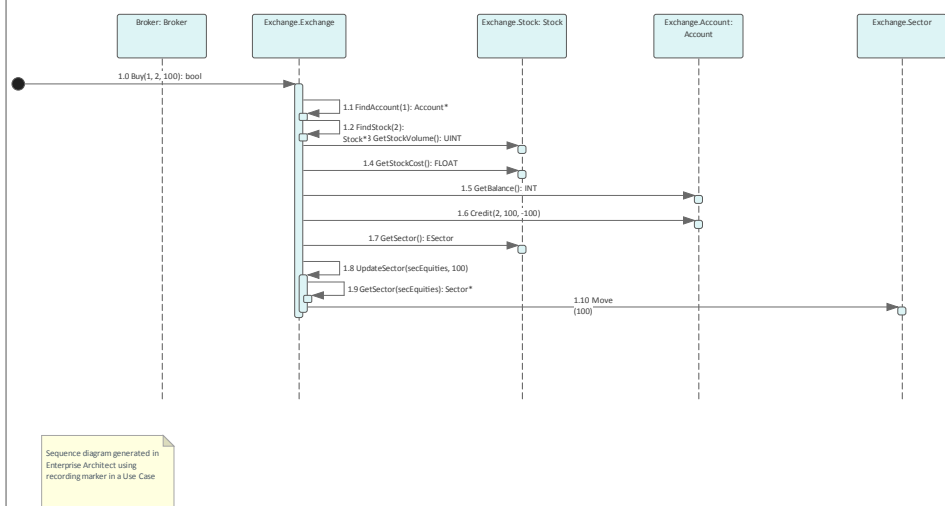 Broker: Broker
Exchange.Exchange
Exchange.Stock: Stock
Exchange.Account:
Account
Exchange.Sector
1.0 Buy(1, 2, 100): bool
1.1 FindAccount(1): Account*
1.2 FindStock(2):
Stock*3 GetStockVolume(): UINT
1.4 GetStockCost(): FLOAT
1.5 GetBalance(): INT
1.6 Credit(2, 100, -100)
1.7 GetSector(): ESector
1.8 UpdateSector(secEquities, 100)
1.9 GetSector(secEquities): Sector*
1.10 Move
(100)
Sequence diagram generated in
Enterprise Architect using
recording marker in a Use Case